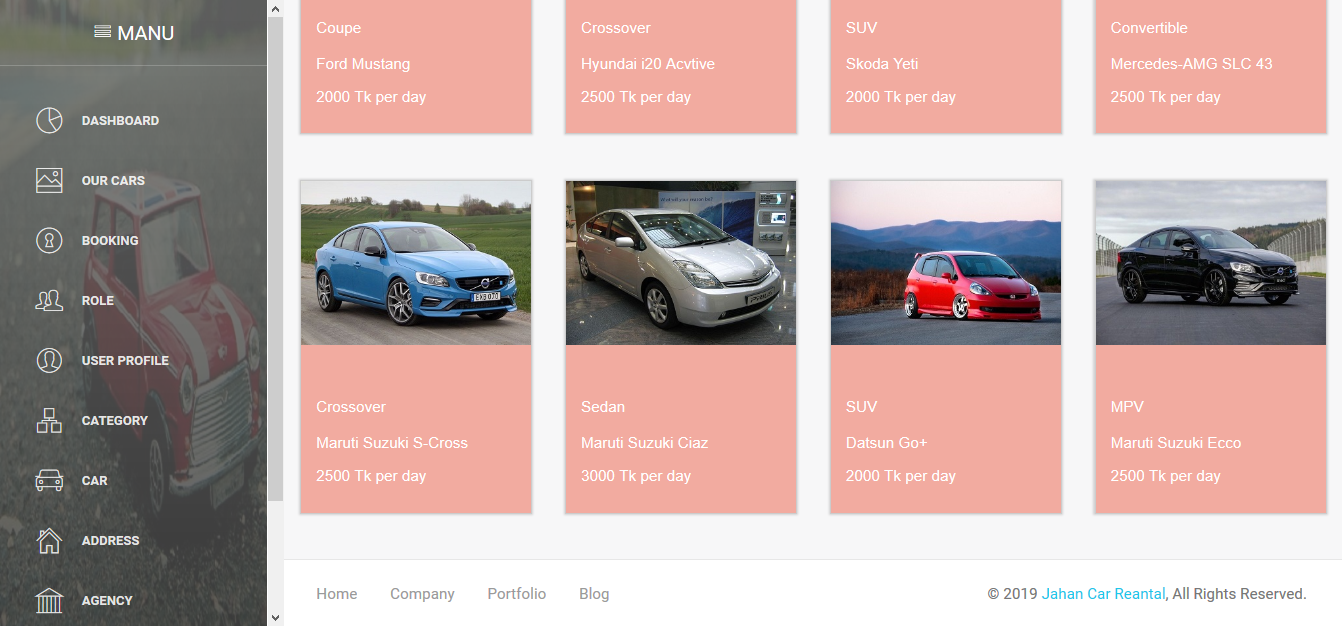 MANU
DASHBOARD
OUR CARS
BOOKING
ROLE
USER PROFILE
CATEGORY
CAR
ADDRESS
AGENCY
Coupe
Ford Mustang
2000 Tk per day
Crossover
Hyundai i20 Acvtive
2500 Tk per day
SUV
Skoda Yeti
2000 Tk per day
Convertible
Mercedes-AMG SLC 43
2500 Tk per day
Crossover
Maruti Suzuki S-Cross
2500 Tk per day
Sedan
Maruti Suzuki Ciaz
3000 Tk per day
SUV
Datsun Go+
2000 Tk per day
MPV
Maruti Suzuki Ecco
2500 Tk per day
Home Company Portfolio Blog
© 2019 Jahan Car Reantal, All Rights Reserved.